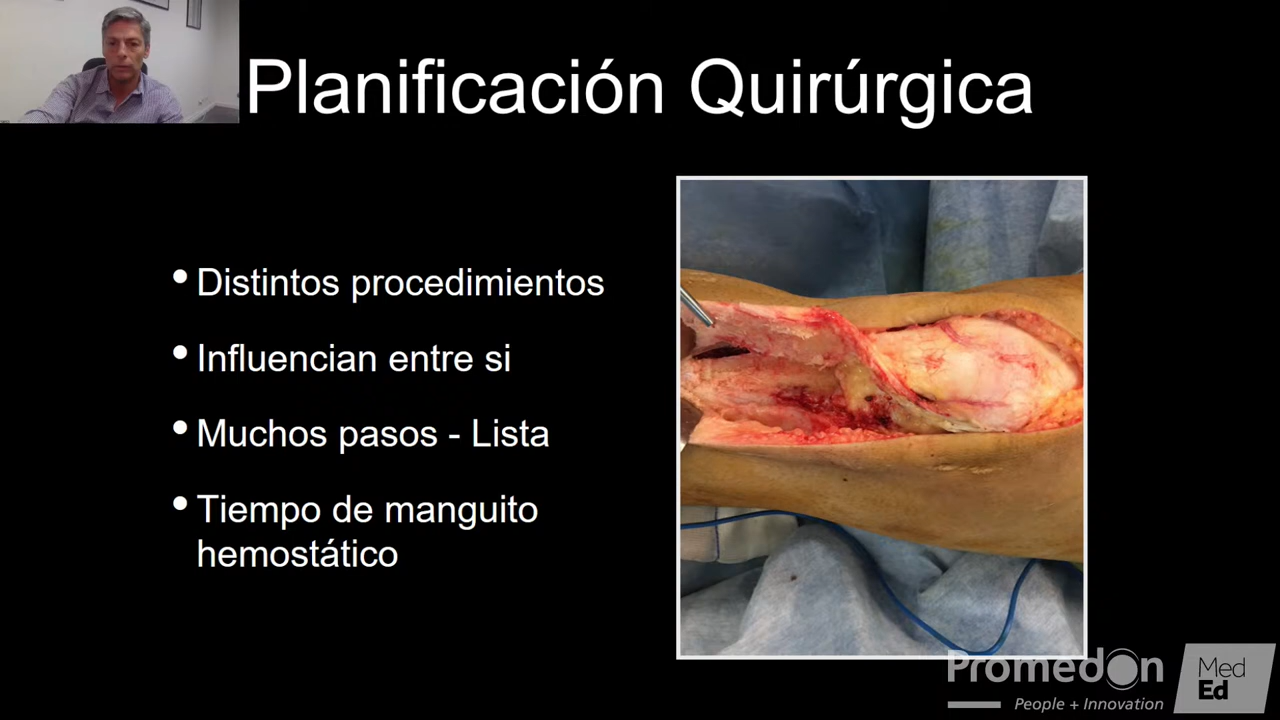 Planificación Quirúrgica
• Distintos procedimientos
• Influencian entre si
• Muchos pasos - Lista
• Tiempo de manguito
hemostático
Promedon
People + Innovation
Med
Ed